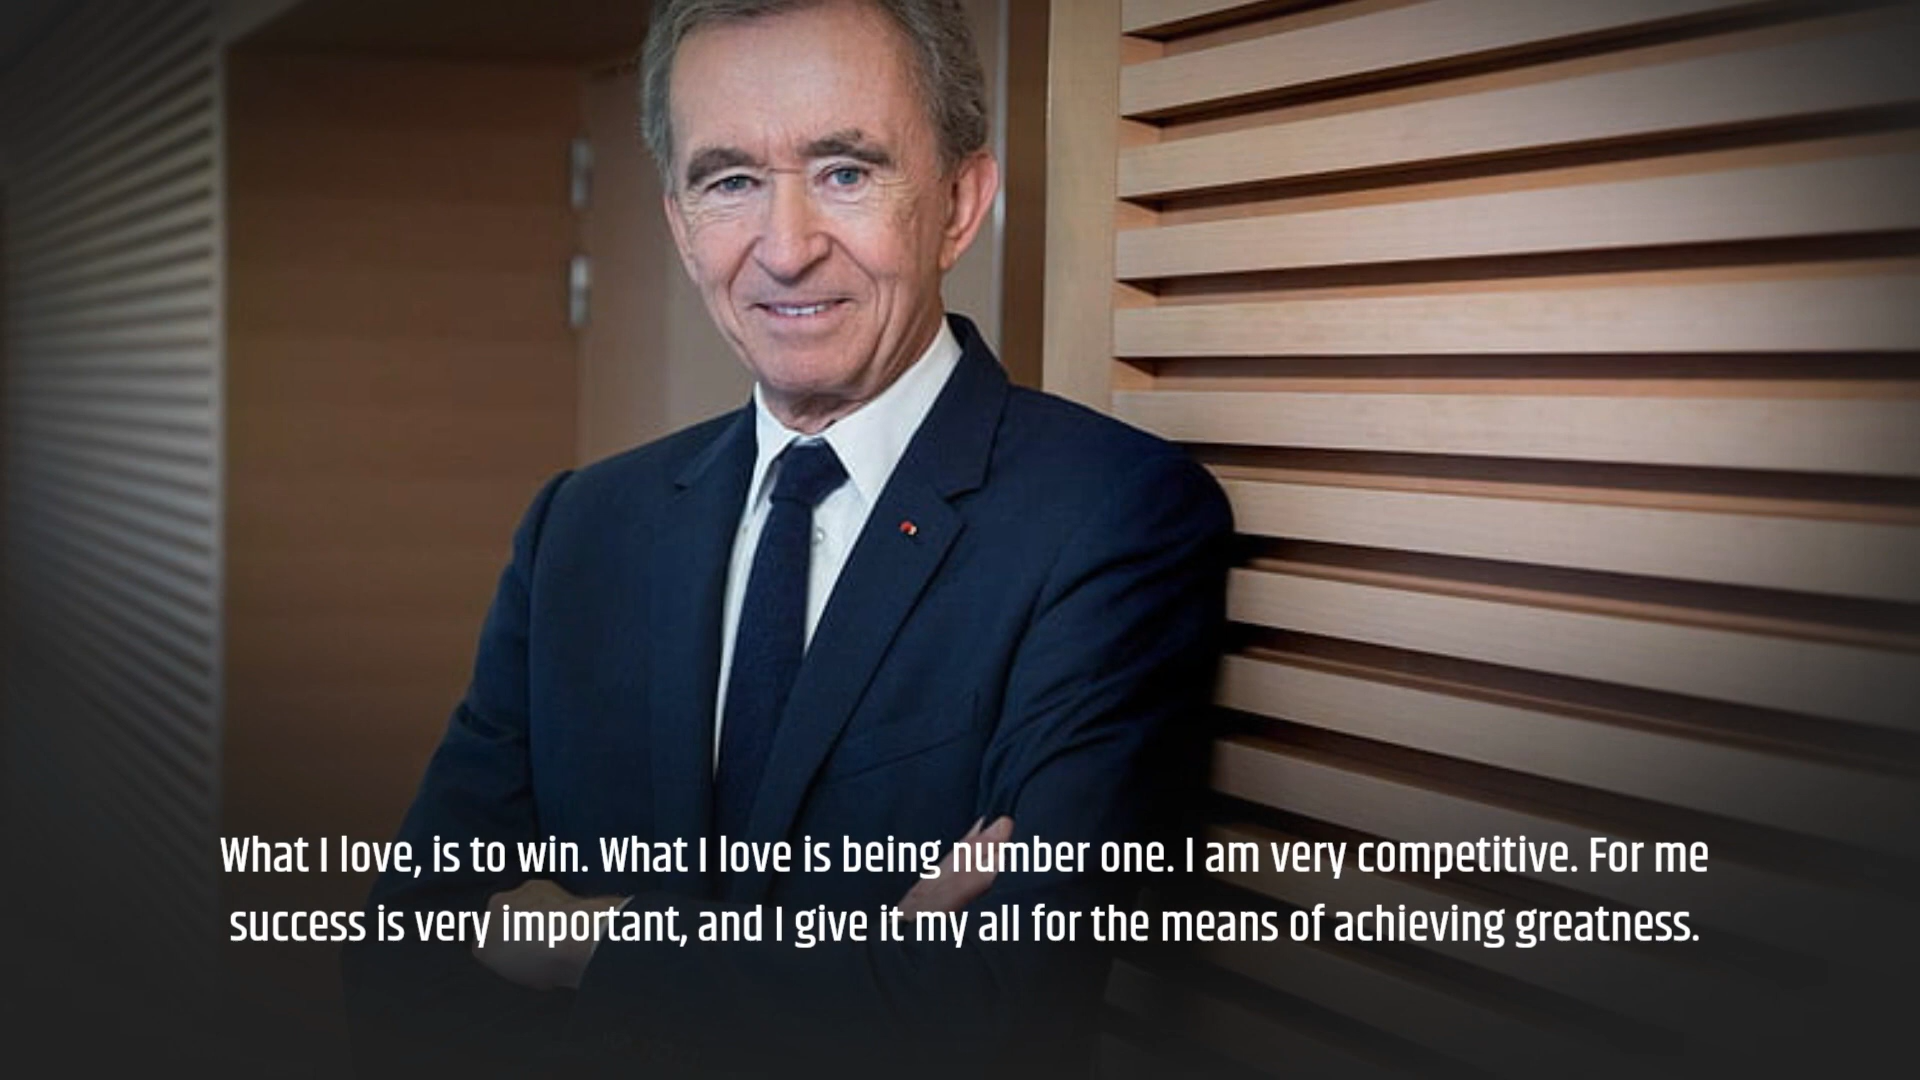 What I love, is to win. What I love is being number one. I am very competitive. For me
success is very important, and I give it my all for the means of achieving greatness.